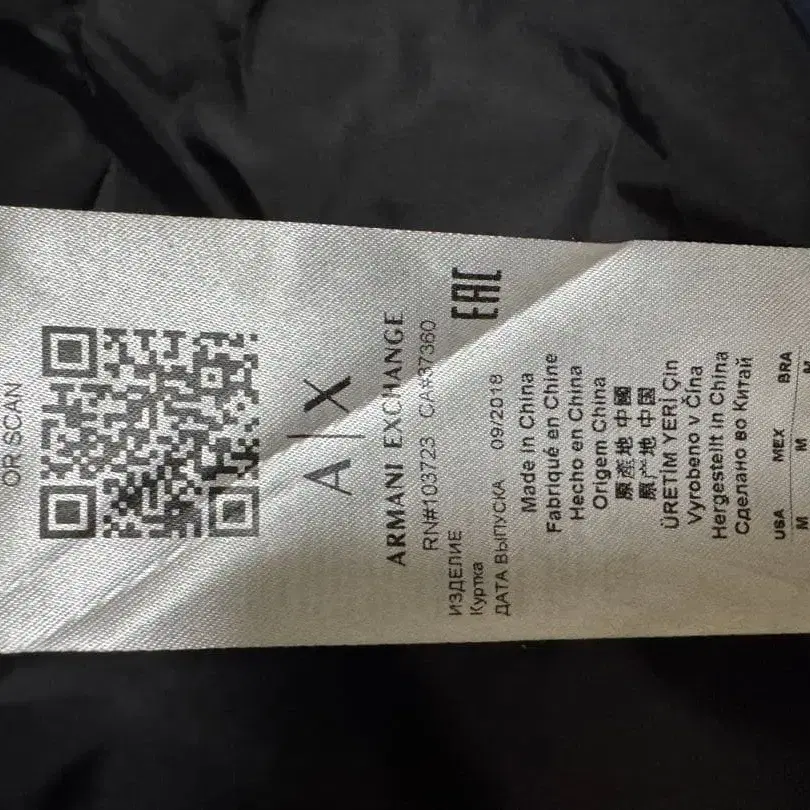 OR SCAN
A|X
ARMANI EXCHANGE
RN#103723 CA#37360
EAC
ИЗДЕЛИЕ
Куртка
ДАТА ВЫПУСКА 09/2018
Made in China
Fabriqué en Chine
Hecho en China
Origem China
原產地 中國
原产地 中国
ÜRETİM YERİ Çin
Vyrobeno v Čína
Hergestellt in China
Сделано во Китай
USA MEX BRA
M M M